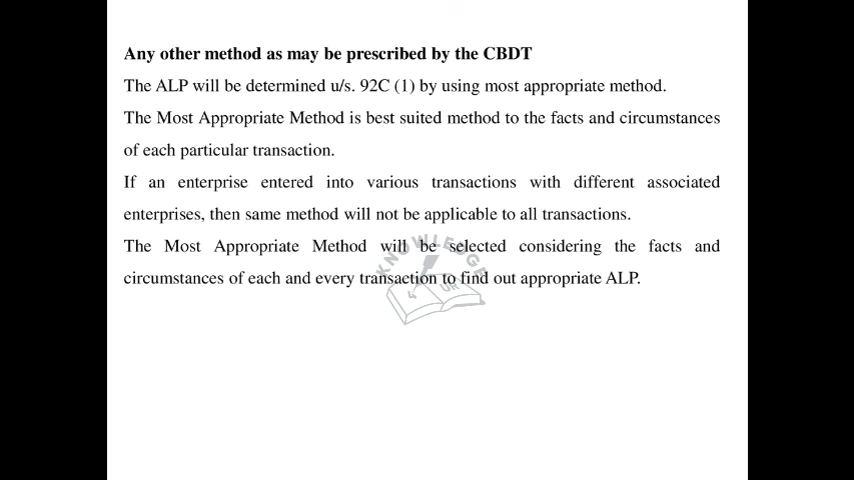 Any other method as may be prescribed by the CBDT
The ALP will be determined u/s. 92C (1) by using most appropriate method.
The Most Appropriate Method is best suited method to the facts and circumstances
of each particular transaction.
If an enterprise entered into various transactions with different associated
enterprises, then same method will not be applicable to all transactions.
The Most Appropriate Method will be selected considering the facts and
circumstances of each and every transaction to find out appropriate ALP.
KNOWLEDGE
4 UR